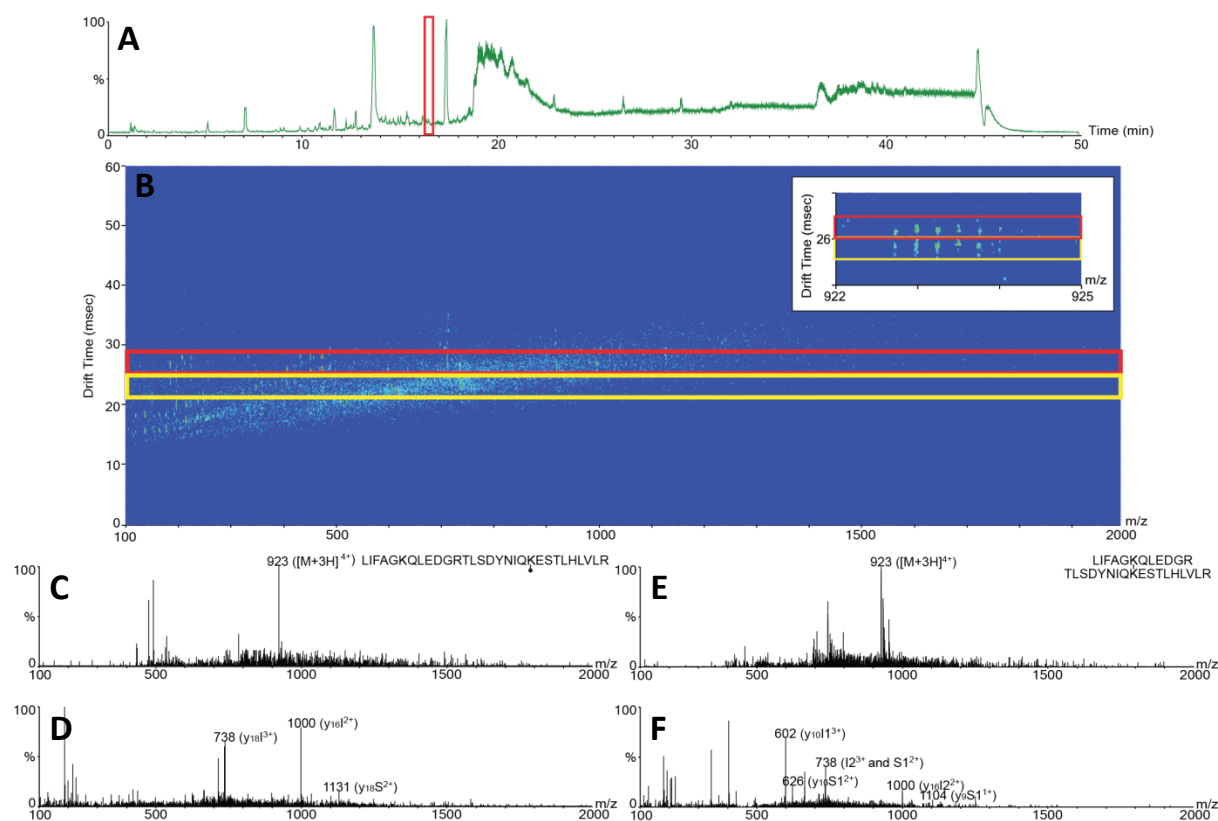 A
100
%
0
0
10
20
30
40
50
Time (min)
B
60
50
40
30
20
10
0
Drift Time (msec)
100
500
1000
1500
2000
m/z
Drift Time (msec)
26
922
925
m/z
C
923 ([M+3H]4+) LIFAGKQLEDGRTLSDYNIQKESTLHLVLR
100
%
0
100
500
1000
1500
2000
m/z
D
738 (y18I3+)
1000 (y16I2+)
1131 (y18S2+)
100
%
0
100
500
1000
1500
2000
m/z
E
923 ([M+3H]4+)
LIFAGKQLEDGR
TLSDYNIQKESTLHLVLR
100
%
0
100
500
1000
1500
2000
m/z
F
602 (y10I13+)
738 (I23+ and S12+)
626 (y10S12+)
1000 (y16I22+)
1104 (y9S11+)
100
%
0
100
500
1000
1500
2000
m/z